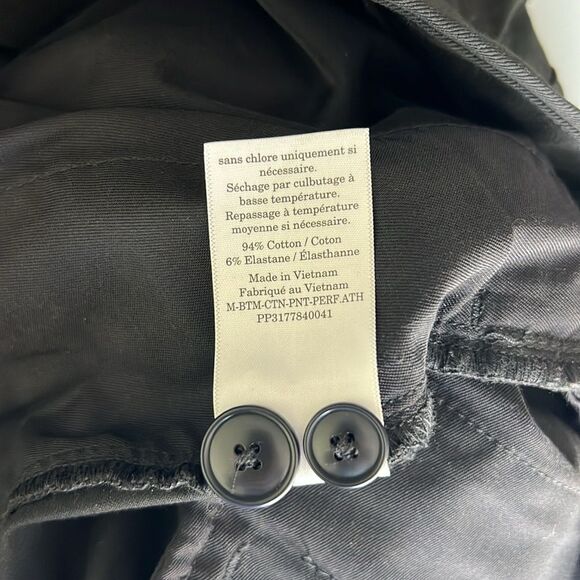 sans chlore uniquement si
nécessaire.
Séchage par culbutage à
basse température.
Repassage à température
moyenne si nécessaire.
94% Cotton / Coton
6% Elastane / Élasthanne
Made in Vietnam
Fabriqué au Vietnam
M-BTM-CTN-PNT-PERF.ATH
PP3177840041